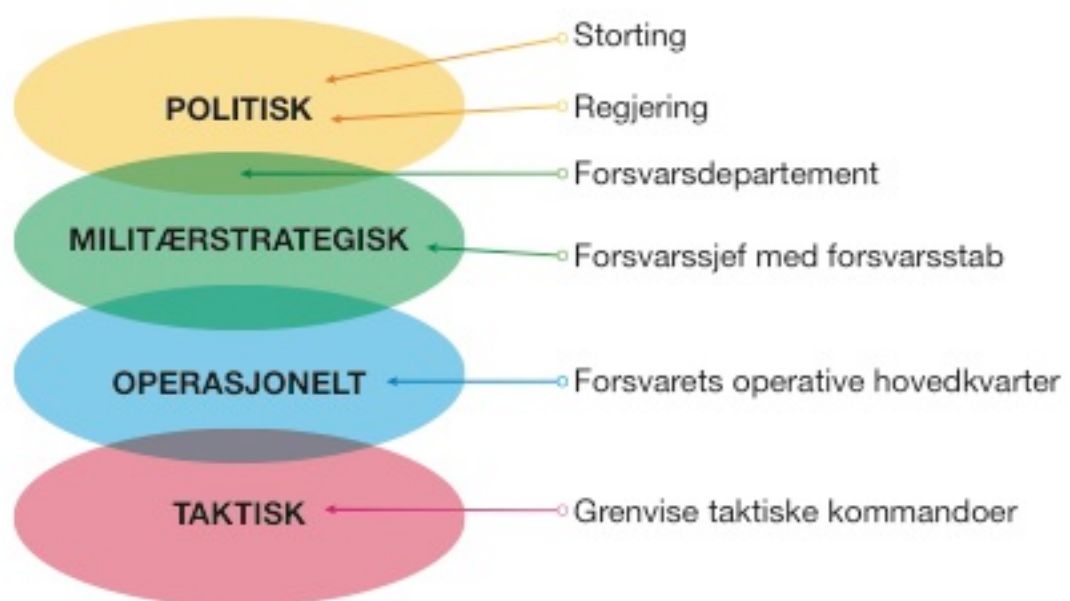 Storting
POLITISK
Regjering
Forsvarsdepartement
MILITÆRSTRATEGISK
Forsvarssjef med forsvarsstab
OPERASJONELT
Forsvarets operative hovedkvarter
TAKTISK
Grenvise taktiske kommandoer